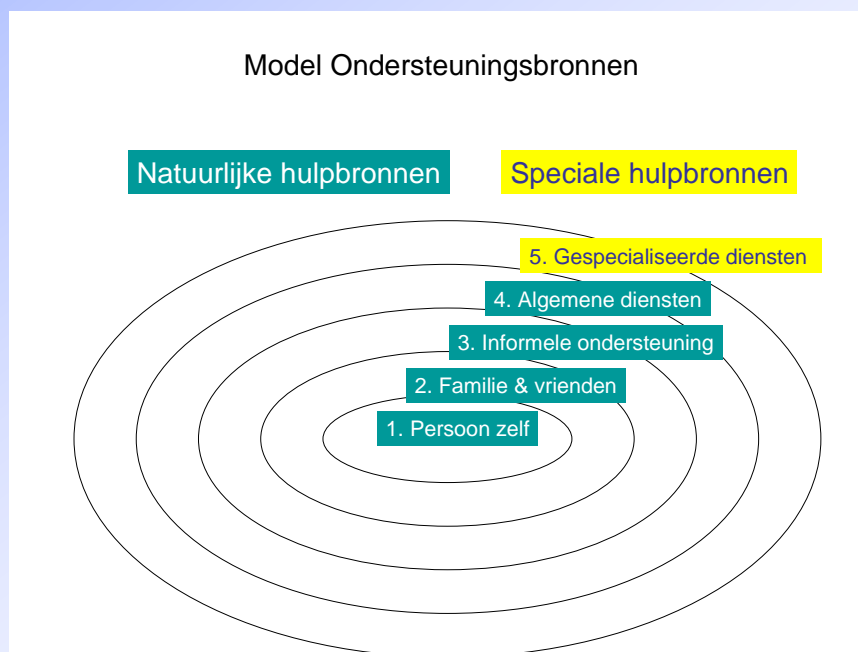 Model Ondersteuningsbronnen
Natuurlijke hulpbronnen
Speciale hulpbronnen
5. Gespecialiseerde diensten
4. Algemene diensten
3. Informele ondersteuning
2. Familie & vrienden
1. Persoon zelf